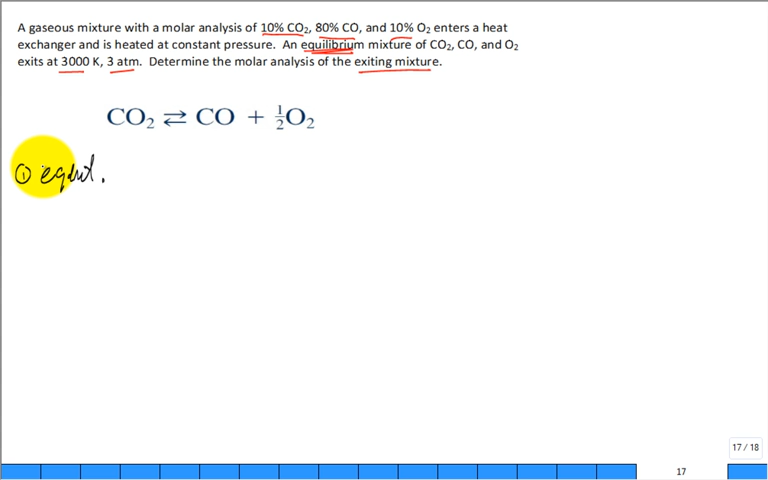 A gaseous mixture with a molar analysis of 10% CO₂, 80% CO, and 10% O₂ enters a heat
exchanger and is heated at constant pressure.  An equilibrium mixture of CO₂, CO, and O₂
exits at 3000 K, 3 atm.  Determine the molar analysis of the exiting mixture.
CO₂ ⇄ CO + ½O₂
① equil.
17 / 18
17